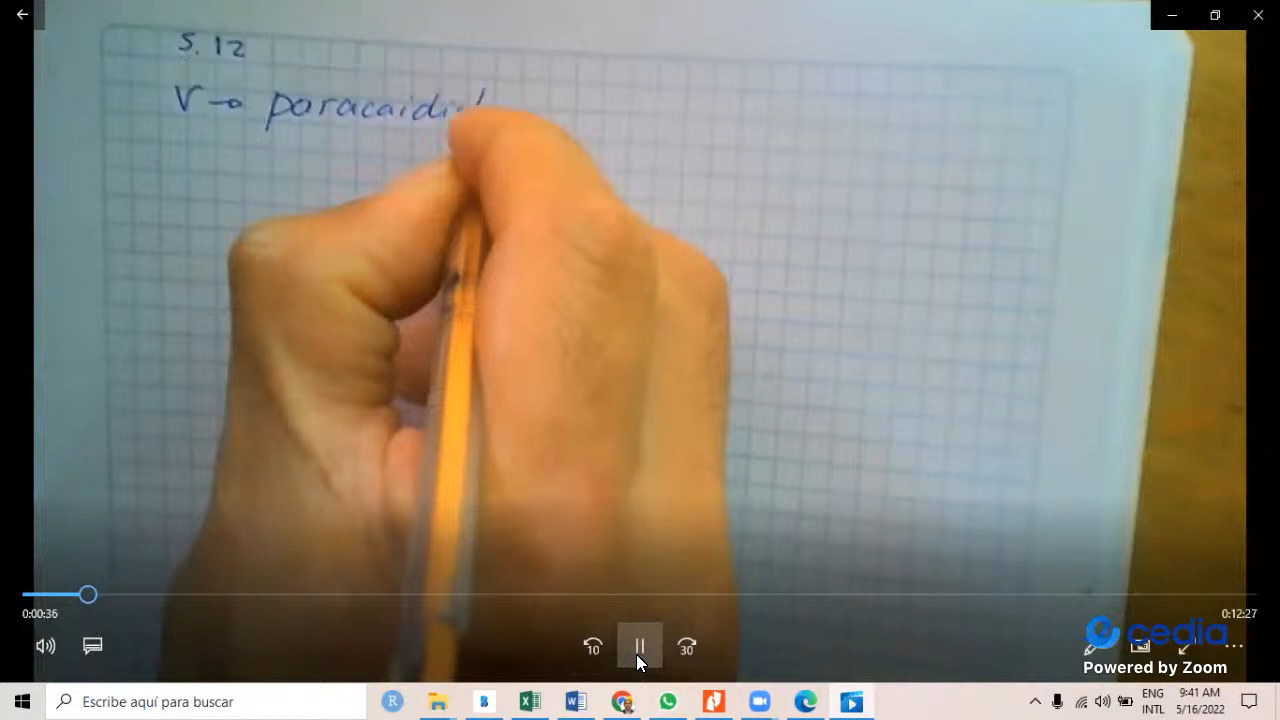 5.12
V→ paracaidi
0:00:36
0:12:27
10
30
cedia
Powered by Zoom
Escribe aquí para buscar
ENG
INTL
9:41 AM
5/16/2022